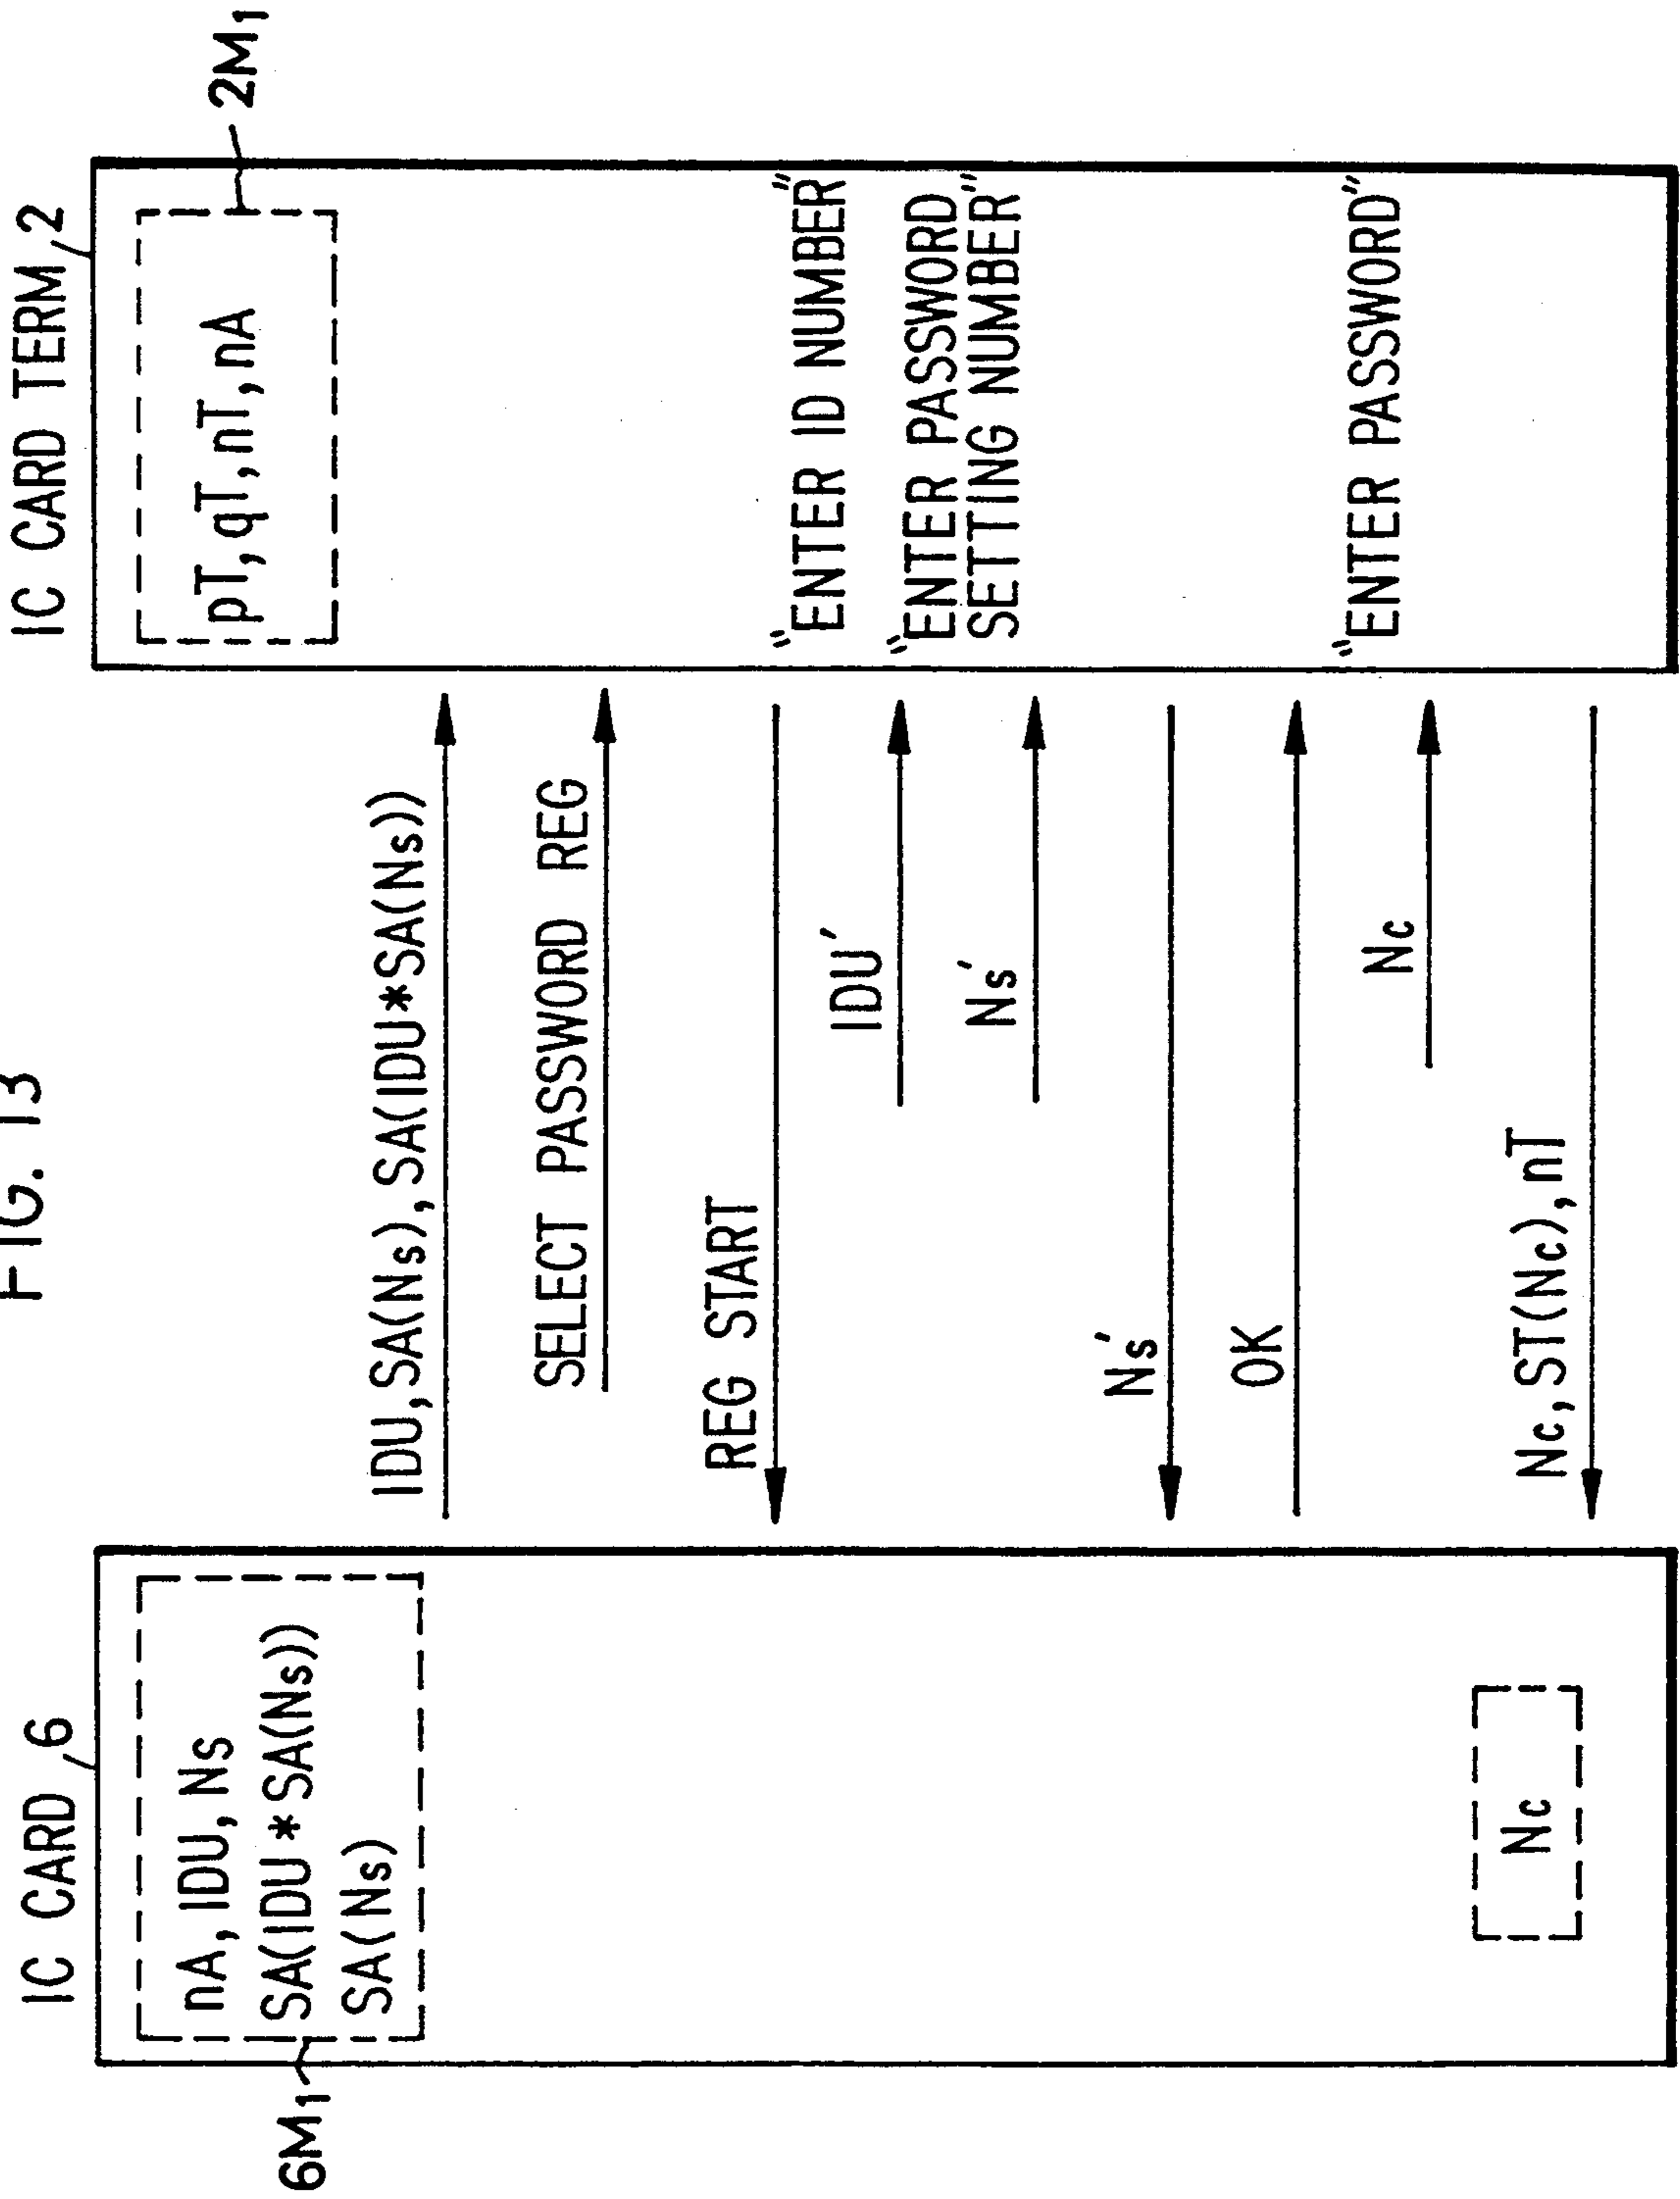 FIG. 13
IC CARD 6
IC CARD TERM 2
6M1
nA, IDU, Ns
SA(IDU*SA(Ns))
SA(Ns)
pT, qT, nT, nA
2M1
IDU, SA(Ns), SA(IDU*SA(Ns))
SELECT PASSWORD REG
REG START
"ENTER ID NUMBER"
IDU'
"ENTER PASSWORD
SETTING NUMBER"
Ns'
Ns'
OK
"ENTER PASSWORD"
Nc
Nc, ST(Nc), nT
Nc